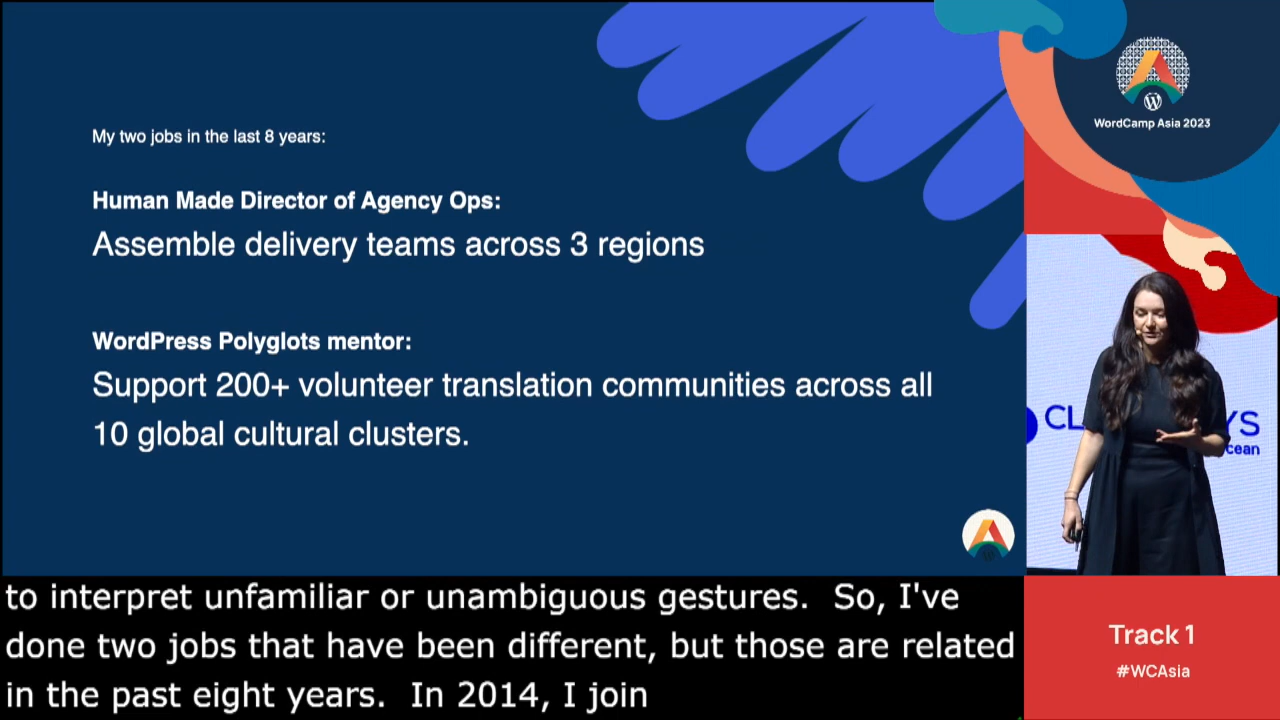 My two jobs in the last 8 years:
Human Made Director of Agency Ops:
Assemble delivery teams across 3 regions
WordPress Polyglots mentor:
Support 200+ volunteer translation communities across all
10 global cultural clusters.
WordCamp Asia 2023
CL
YS
cean
to interpret unfamiliar or unambiguous gestures. So, I've
done two jobs that have been different, but those are related
in the past eight years. In 2014, I join
Track 1
#WCAsia